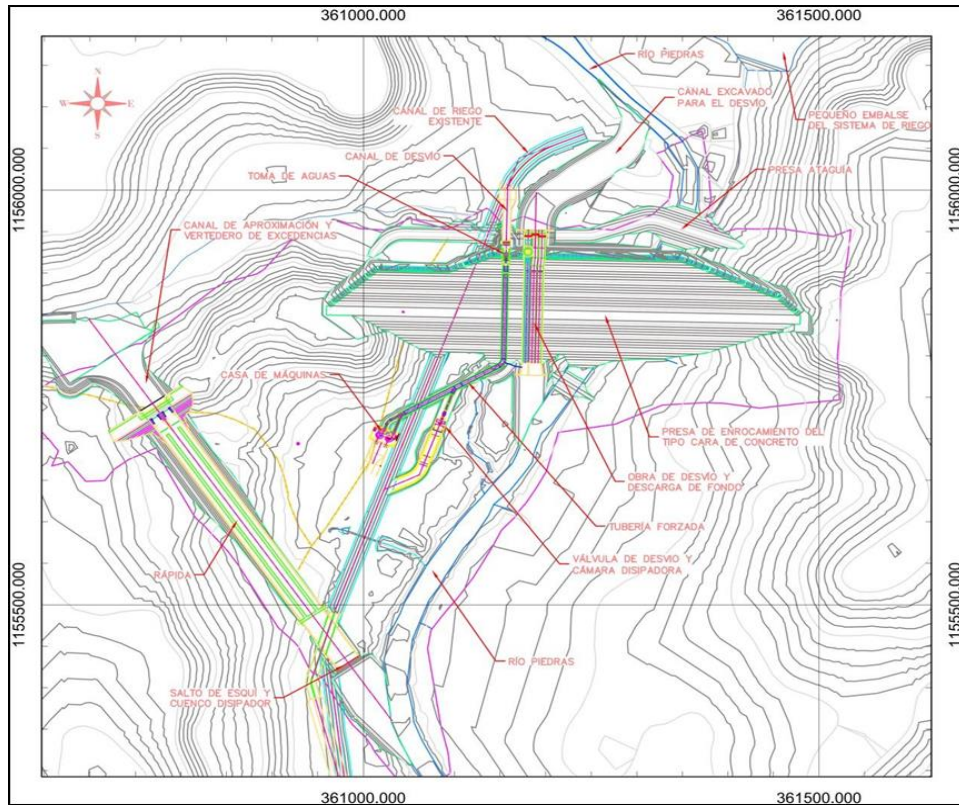 361000.000
361500.000
RÍO PIEDRAS
N
W
E
S
CANAL EXCAVADO
PARA EL DESVÍO
CANAL DE RIEGO
EXISTENTE
PEQUEÑO EMBALSE
DEL SISTEMA DE RIEGO
CANAL DE DESVÍO
TOMA DE AGUAS
PRESA ATAGUÍA
1156000.000
1156000.000
CANAL DE APROXIMACIÓN Y
VERTEDERO DE EXCEDENCIAS
CASA DE MÁQUINAS
PRESA DE ENROCAMIENTO DEL
TIPO CARA DE CONCRETO
OBRA DE DESVÍO Y
DESCARGA DE FONDO
TUBERÍA FORZADA
VÁLVULA DE DESVIO Y
CÁMARA DISIPADORA
RÁPIDA
1155500.000
1155500.000
RÍO PIEDRAS
SALTO DE ESQUÍ Y
CUENCO DISIPADOR
361000.000
361500.000